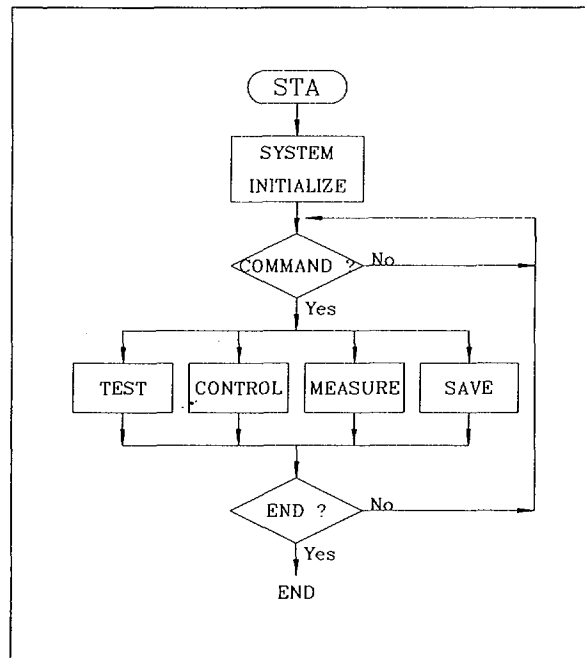 STA
SYSTEM
INITIALIZE
COMMAND ? No
Yes
TEST CONTROL MEASURE SAVE
END ? No
Yes
END